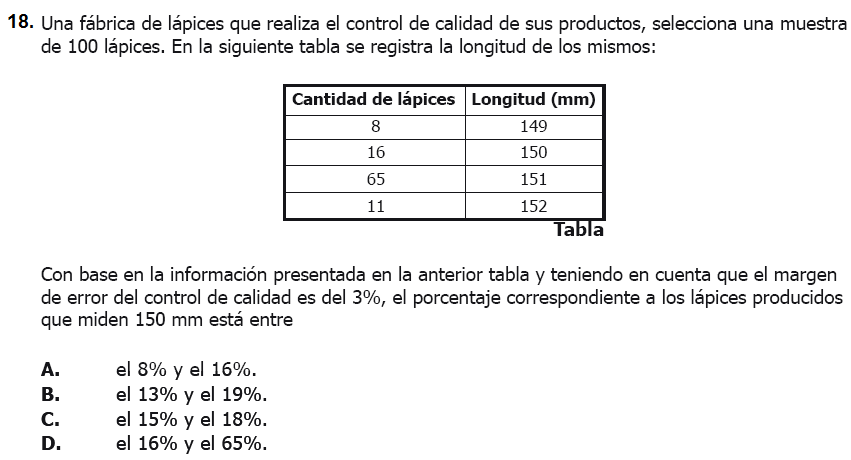 18. Una fábrica de lápices que realiza el control de calidad de sus productos, selecciona una muestra
de 100 lápices. En la siguiente tabla se registra la longitud de los mismos:
Cantidad de lápices Longitud (mm)
8 149
16 150
65 151
11 152
Tabla
Con base en la información presentada en la anterior tabla y teniendo en cuenta que el margen
de error del control de calidad es del 3%, el porcentaje correspondiente a los lápices producidos
que miden 150 mm está entre
A. el 8% y el 16%.
B. el 13% y el 19%.
C. el 15% y el 18%.
D. el 16% y el 65%.